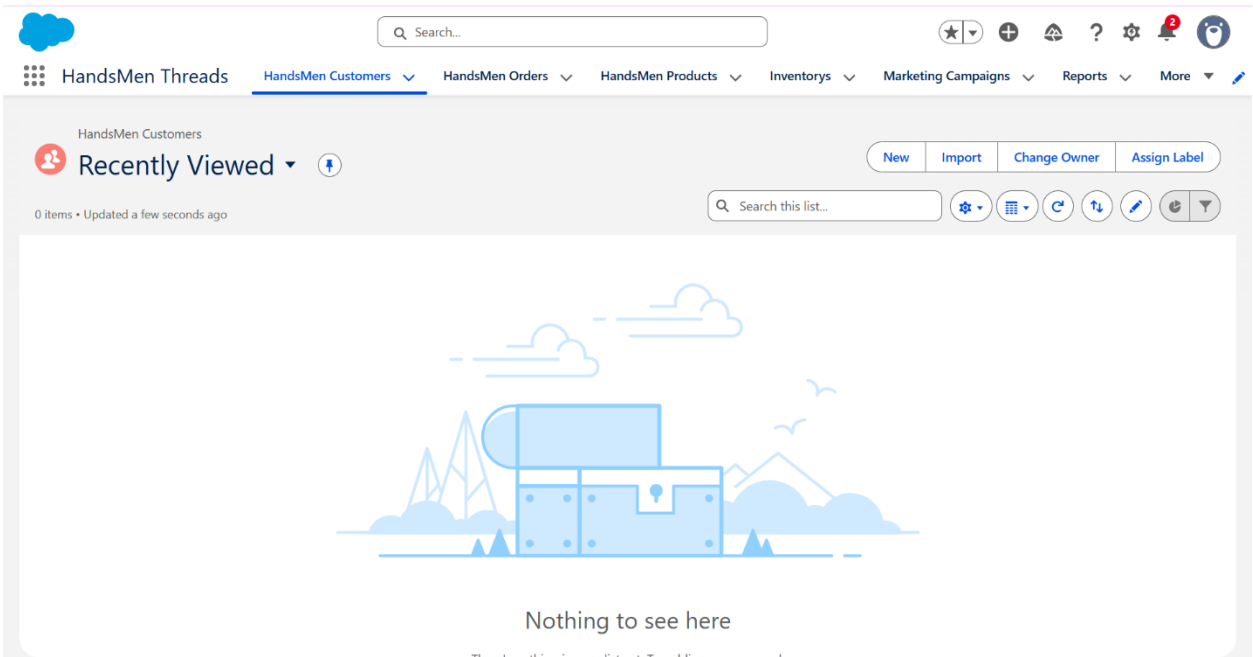 Search...
2
HandsMen Threads HandsMen Customers HandsMen Orders HandsMen Products Inventorys Marketing Campaigns Reports More
HandsMen Customers
Recently Viewed
New Import Change Owner Assign Label
0 items • Updated a few seconds ago
Search this list...
Nothing to see here